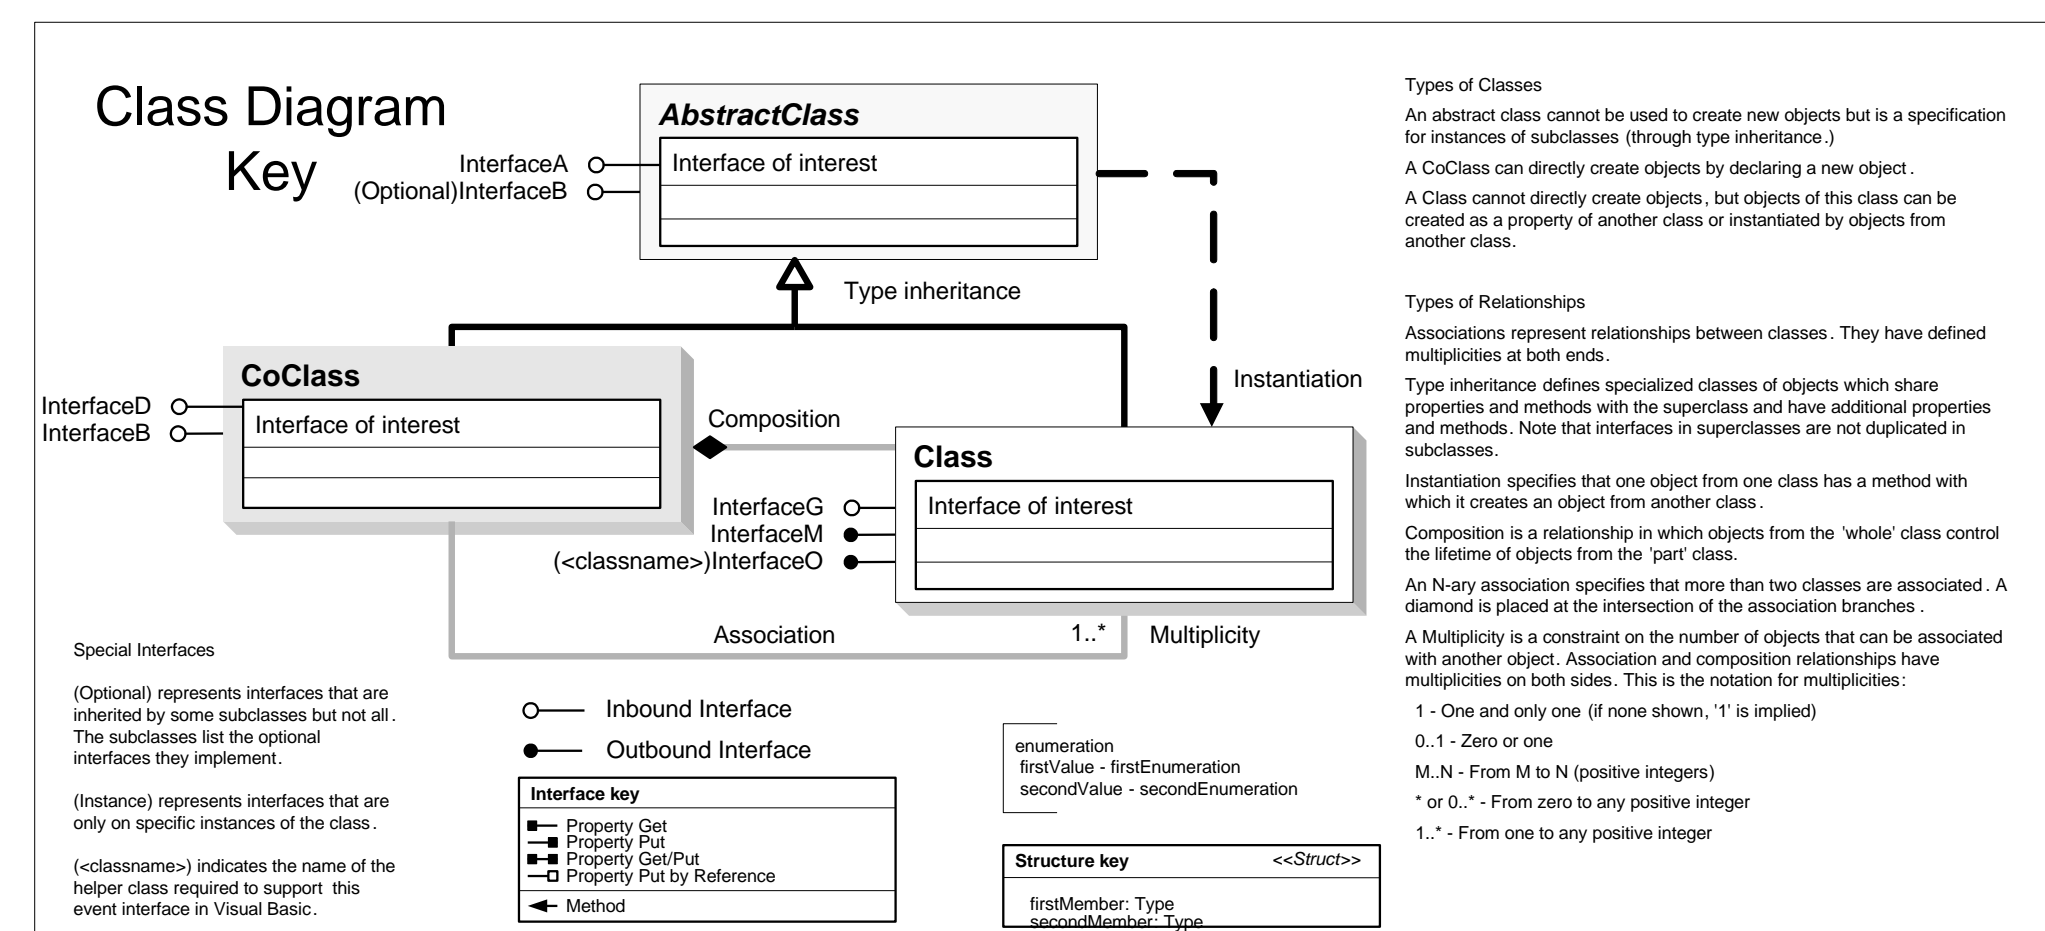 Class Diagram
Key
AbstractClass
Interface of interest
InterfaceA
(Optional)InterfaceB
Type inheritance
CoClass
Interface of interest
InterfaceD
InterfaceB
Composition
Instantiation
Class
Interface of interest
InterfaceG
InterfaceM
(<classname>)InterfaceO
Association
1..*
Multiplicity
Special Interfaces
(Optional) represents interfaces that are
inherited by some subclasses but not all.
The subclasses list the optional
interfaces they implement.
(Instance) represents interfaces that are
only on specific instances of the class.
(<classname>) indicates the name of the
helper class required to support this
event interface in Visual Basic.
Inbound Interface
Outbound Interface
Interface key
Property Get
Property Put
Property Get/Put
Property Put by Reference
Method
enumeration
firstValue - firstEnumeration
secondValue - secondEnumeration
Structure key <<Struct>>
firstMember: Type
secondMember: Type
Types of Classes
An abstract class cannot be used to create new objects but is a specification
for instances of subclasses (through type inheritance.)
A CoClass can directly create objects by declaring a new object.
A Class cannot directly create objects, but objects of this class can be
created as a property of another class or instantiated by objects from
another class.
Types of Relationships
Associations represent relationships between classes. They have defined
multiplicities at both ends.
Type inheritance defines specialized classes of objects which share
properties and methods with the superclass and have additional properties
and methods. Note that interfaces in superclasses are not duplicated in
subclasses.
Instantiation specifies that one object from one class has a method with
which it creates an object from another class.
Composition is a relationship in which objects from the 'whole' class control
the lifetime of objects from the 'part' class.
An N-ary association specifies that more than two classes are associated. A
diamond is placed at the intersection of the association branches.
A Multiplicity is a constraint on the number of objects that can be associated
with another object. Association and composition relationships have
multiplicities on both sides. This is the notation for multiplicities:
1 - One and only one (if none shown, '1' is implied)
0..1 - Zero or one
M..N - From M to N (positive integers)
* or 0..* - From zero to any positive integer
1..* - From one to any positive integer